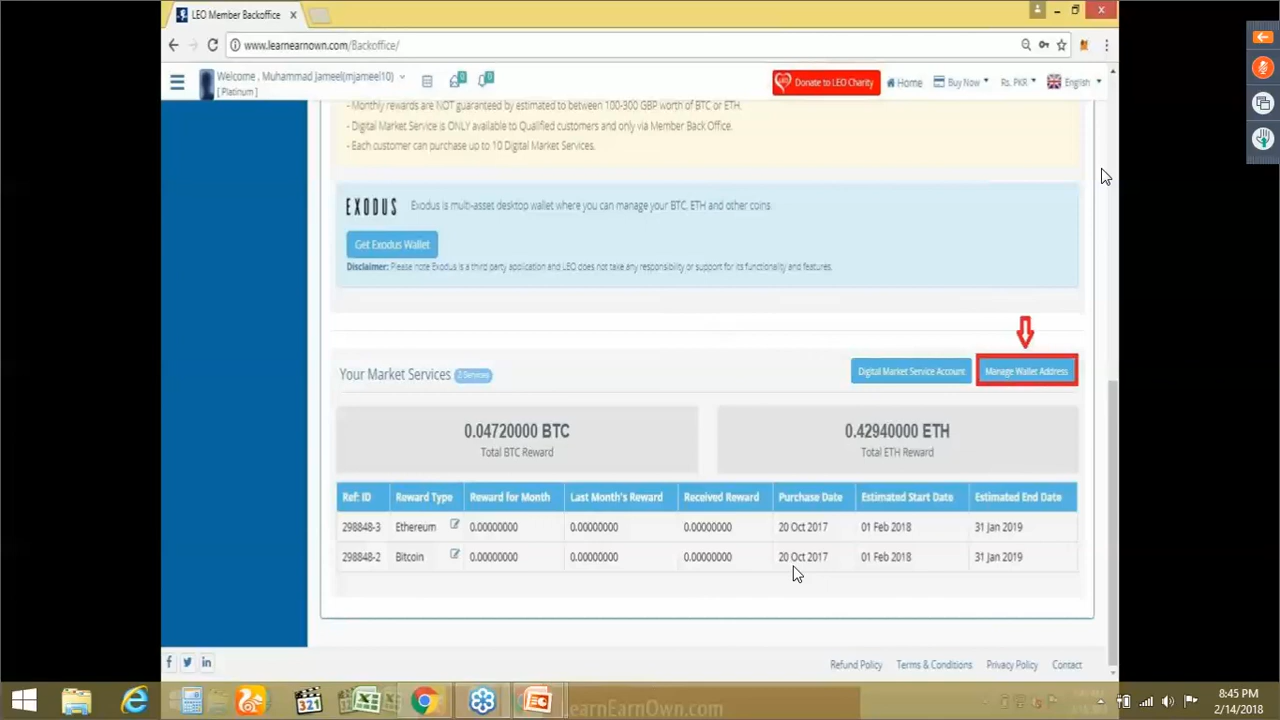 LEO Member Backoffice
www.learnearnown.com/Backoffice/
Welcome , Muhammad Jameel(mjameel10)
[ Platinum ]
0
0
Donate to LEO Charity
Home
Buy Now
Rs. PKR
English
- Monthly rewards are NOT guaranteed by estimated to between 100-300 GBP worth of BTC or ETH.
- Digital Market Service is ONLY available to Qualified customers and only via Member Back Office.
- Each customer can purchase up to 10 Digital Market Services.
EXODUS Exodus is multi-asset desktop wallet where you can manage your BTC, ETH and other coins
Get Exodus Wallet
Disclaimer: Please note Exodus is a third party application and LEO does not take any responsibility or support for its functionality and features.
Your Market Services 2 Services Digital Market Service Account Manage Wallet Address
0.04720000 BTC 0.42940000 ETH
Total BTC Reward Total ETH Reward
Ref: ID Reward Type Reward for Month Last Month's Reward Received Reward Purchase Date Estimated Start Date Estimated End Date
298848-3 Ethereum 0.00000000 0.00000000 0.00000000 20 Oct 2017 01 Feb 2018 31 Jan 2019
298848-2 Bitcoin 0.00000000 0.00000000 0.00000000 20 Oct 2017 01 Feb 2018 31 Jan 2019
Refund Policy Terms & Conditions Privacy Policy Contact
321
earnEarnOwn.com
8:45 PM
2/14/2018